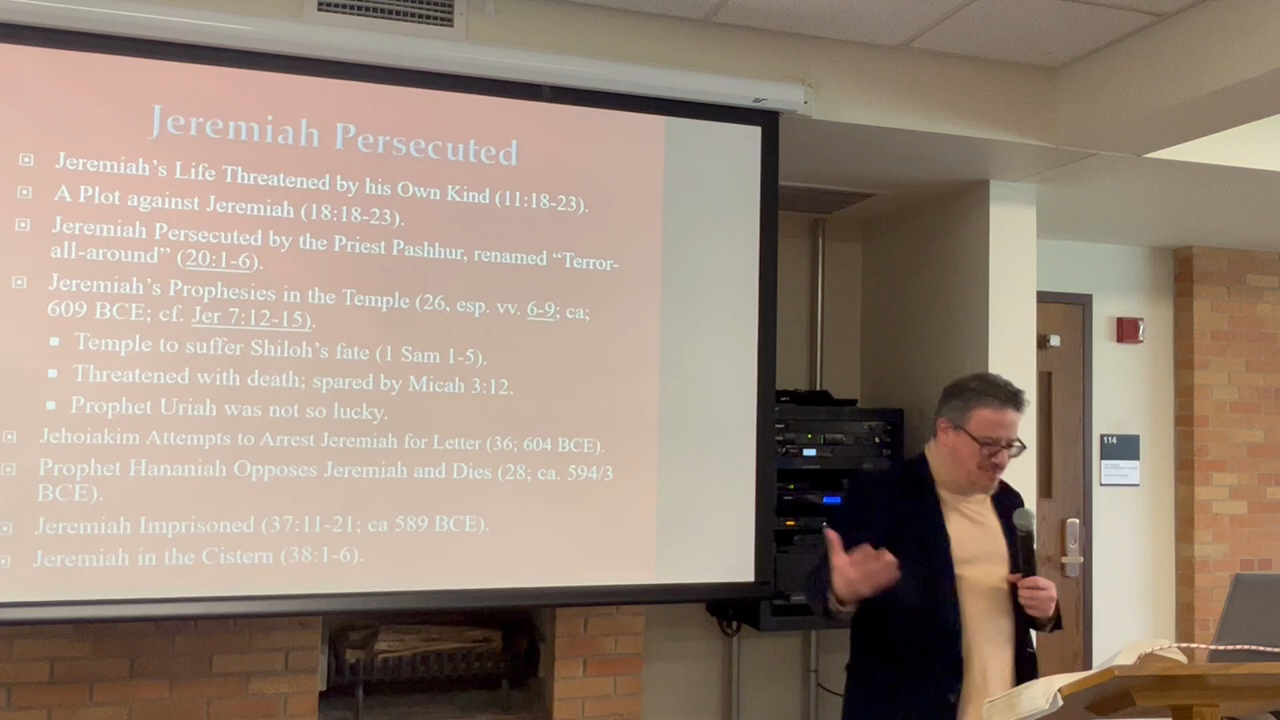 Jeremiah Persecuted
Jeremiah's Life Threatened by his Own Kind (11:18-23).
A Plot against Jeremiah (18:18-23).
Jeremiah Persecuted by the Priest Pashhur, renamed “Terror-
all-around” (20:1-6).
Jeremiah's Prophesies in the Temple (26, esp. vv. 6-9; ca;
609 BCE; cf. Jer 7:12-15).
Temple to suffer Shiloh's fate (1 Sam 1-5).
Threatened with death; spared by Micah 3:12.
Prophet Uriah was not so lucky.
Jehoiakim Attempts to Arrest Jeremiah for Letter (36; 604 BCE).
Prophet Hananiah Opposes Jeremiah and Dies (28; ca. 594/3
BCE).
Jeremiah Imprisoned (37:11-21; ca 589 BCE).
Jeremiah in the Cistern (38:1-6).
114